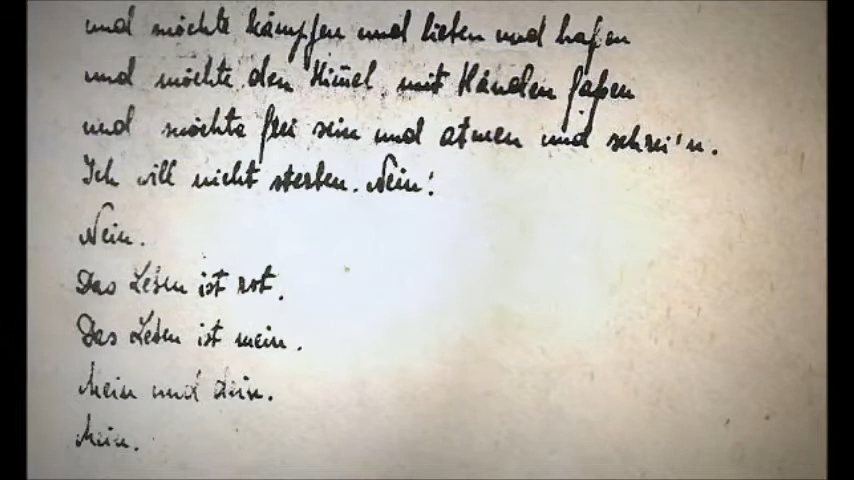 und möchte kämpfen und lieben und haßen
und möchte den Him̄el mit Händen faßen
und möchte frei sein und atmen und schrei'n.
Ich will nicht sterben. Nein!
Nein.
Das Leben ist rot.
Das Leben ist mein.
Mein und dein.
Mein.